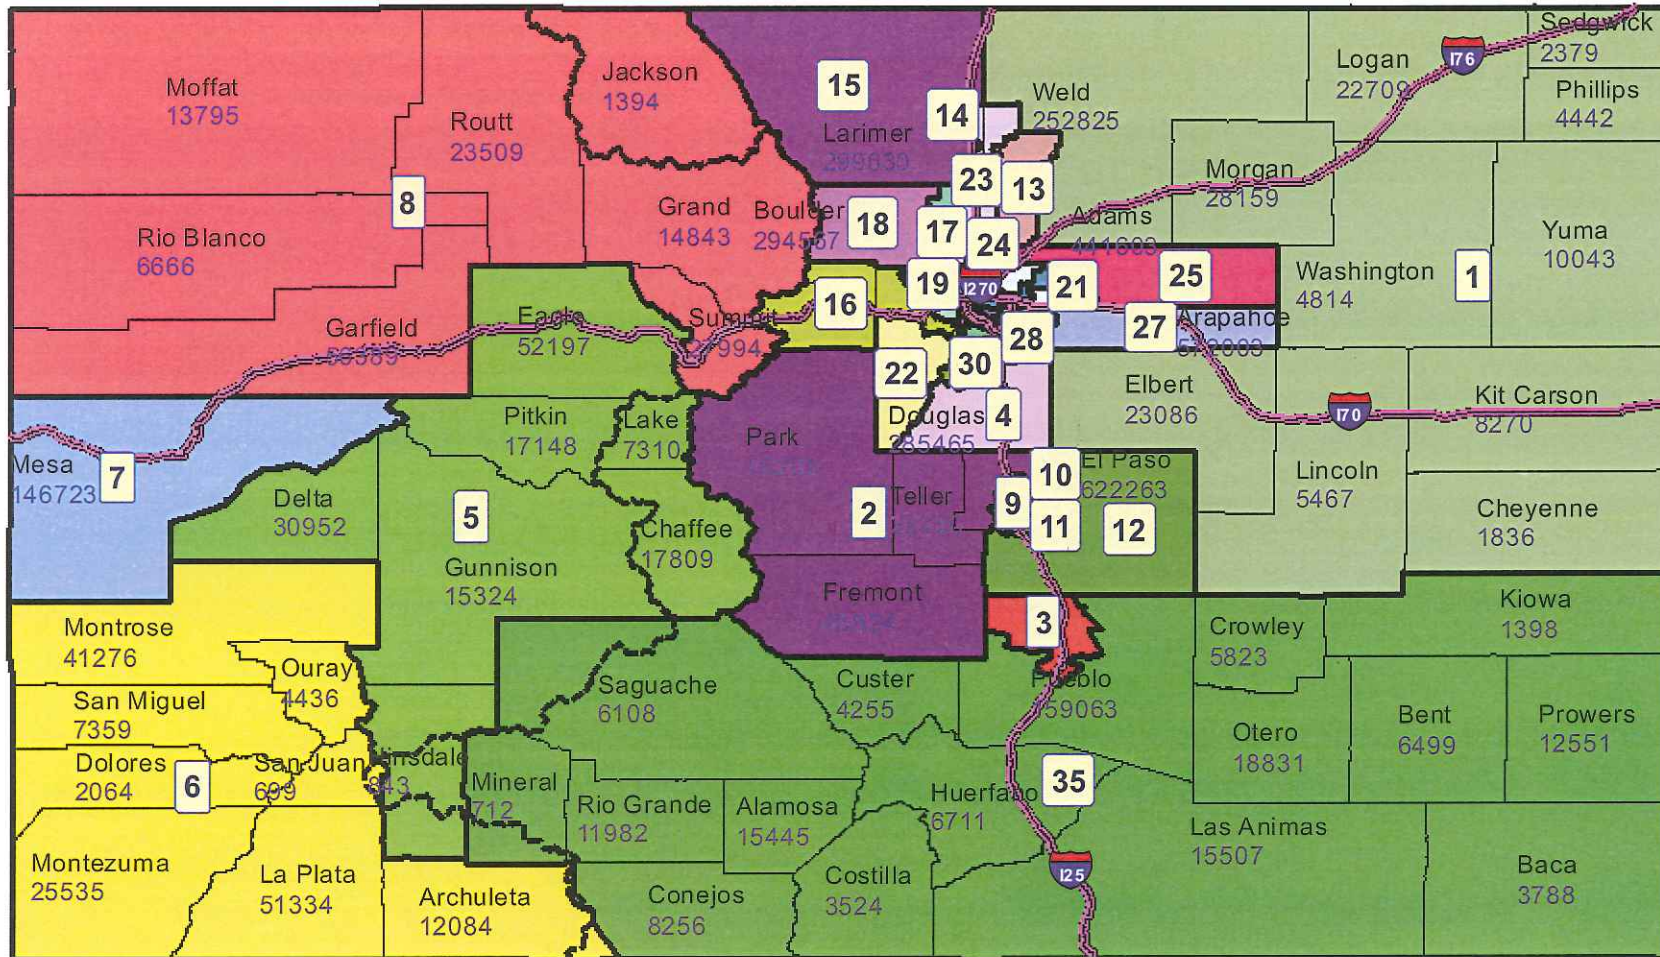 Moffat
13795
Routt
23509
Jackson
1394
15
Larimer
14
Weld
252825
Logan
22709
I76
Sedgwick
2379
Phillips
4442
8
Rio Blanco
6666
Grand
14843
Boulder
294567
18
23
13
17
24
Adams
Morgan
28159
Yuma
10043
Washington
4814
1
Garfield
Eagle
52197
Summit
27994
16
19
I270
21
25
27
Arapahoe
28
30
22
Douglas
285465
4
Elbert
23086
I70
Kit Carson
8270
Mesa
146723
7
Delta
30952
Pitkin
17148
Lake
7310
Park
5
Gunnison
15324
Chaffee
17809
2
Teller
9
10
El Paso
622263
11
12
Lincoln
5467
Cheyenne
1836
Fremont
Montrose
41276
Ouray
4436
San Miguel
7359
Dolores
2064
6
San Juan
699
Hinsdale
843
Saguache
6108
Custer
4255
3
Pueblo
159063
Crowley
5823
Kiowa
1398
Otero
18831
Bent
6499
Prowers
12551
Mineral
712
Rio Grande
11982
Alamosa
15445
Huerfano
6711
35
Las Animas
15507
Montezuma
25535
La Plata
51334
Archuleta
12084
Conejos
8256
Costilla
3524
I25
Baca
3788